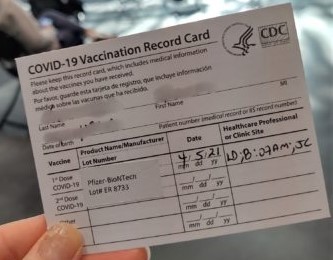 COVID-19 Vaccination Record Card
CDC
Please keep this record card, which includes medical information
about the vaccines you have received.
Por favor, guarde esta tarjeta de registro, que incluye información
médica sobre las vacunas que ha recibido.
Last Name First Name MI
Date of birth Patient number (medical record or IIS record number)
Vaccine Product Name/Manufacturer Date Healthcare Professional
Lot Number or Clinic Site
1st Dose Pfizer-BioNTech 4/5/21
COVID-19 Lot# ER 8733 mm dd yy
2nd Dose
COVID-19 mm dd yy
Other
mm dd yy
mm dd yy